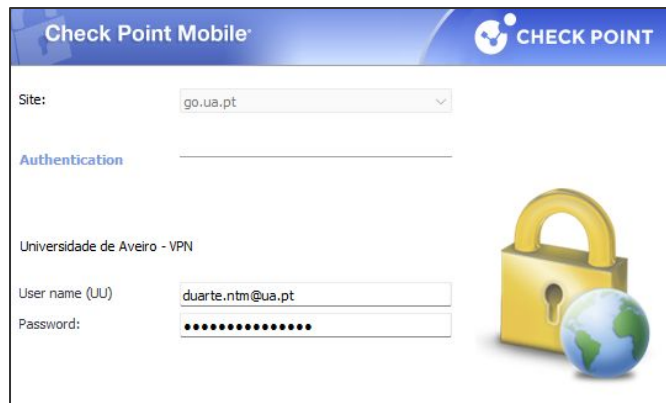 Check Point Mobile®
CHECK POINT
Site:
go.ua.pt
Authentication
Universidade de Aveiro - VPN
User name (UU)
duarte.ntm@ua.pt
Password:
•••••••••••••••